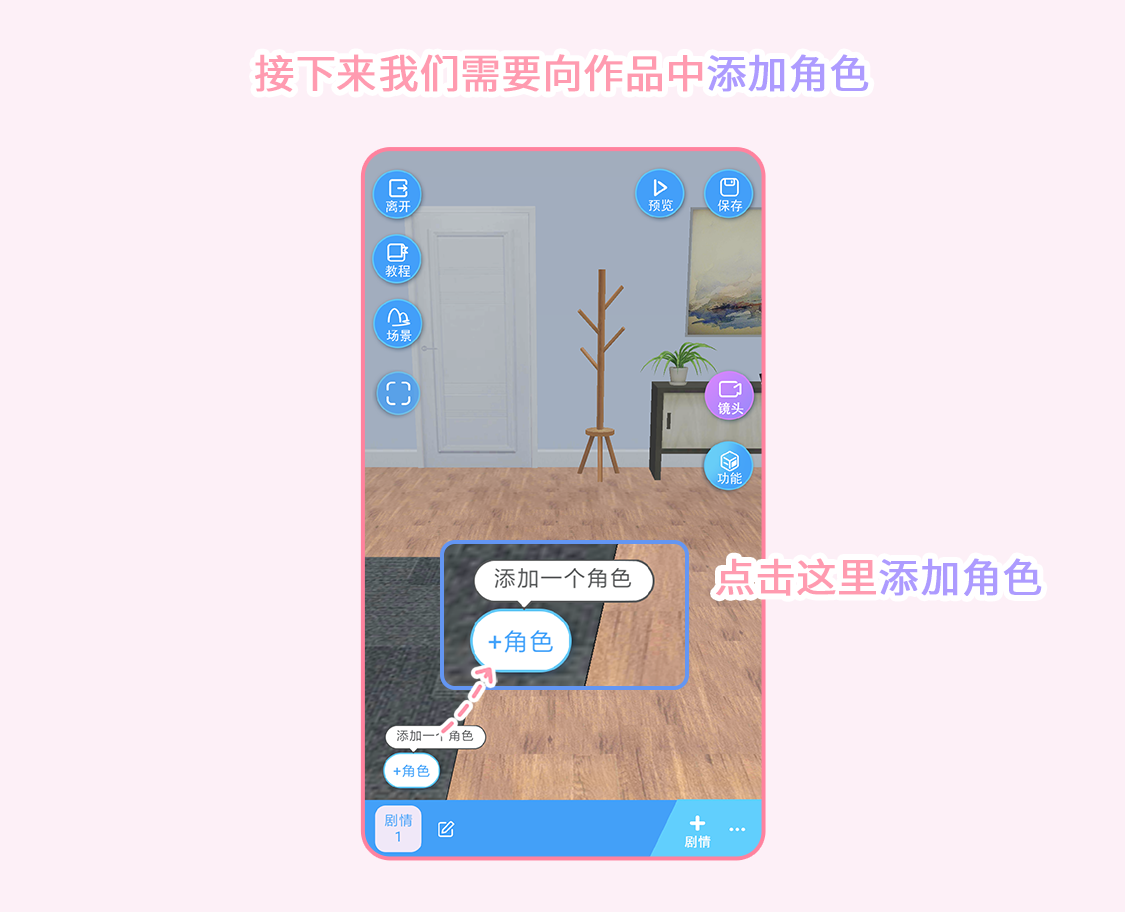 接下来我们需要向作品中添加角色
离开
预览
保存
教程
场景
镜头
功能
添加一个角色
+角色
点击这里添加角色
添加一个角色
+角色
剧情
1
剧情